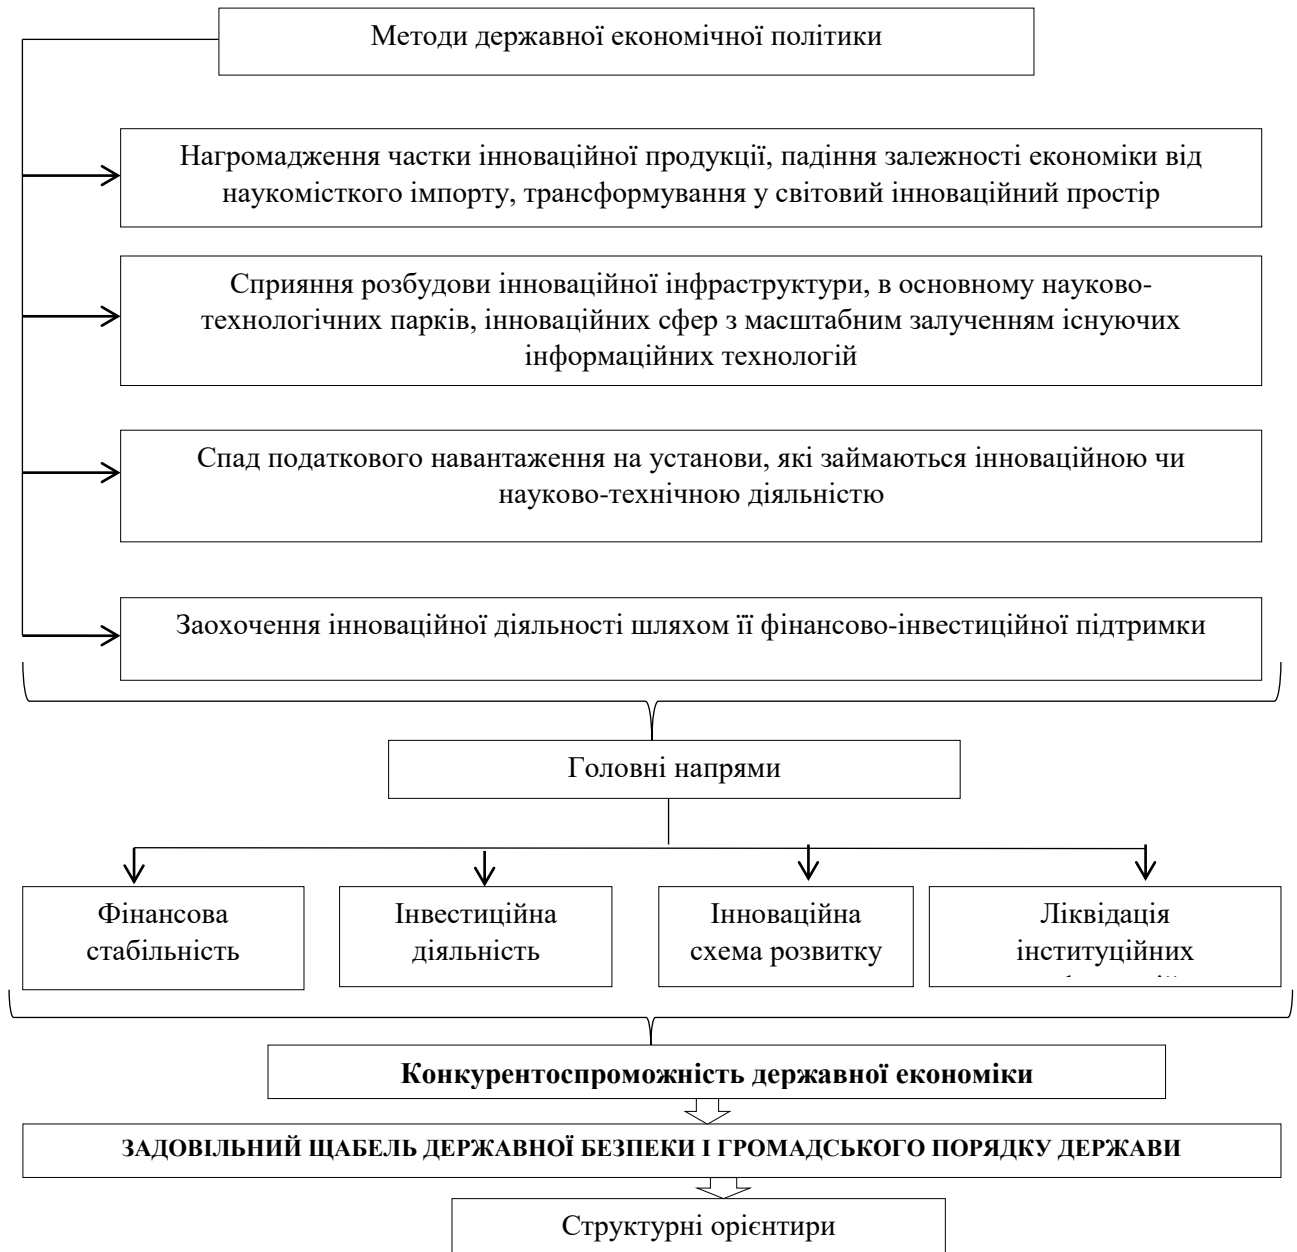 Методи державної економічної політики
Нагромадження частки інноваційної продукції, падіння залежності економіки від
наукомісткого імпорту, трансформування у світовий інноваційний простір
Сприяння розбудови інноваційної інфраструктури, в основному науково-
технологічних парків, інноваційних сфер з масштабним залученням існуючих
інформаційних технологій
Спад податкового навантаження на установи, які займаються інноваційною чи
науково-технічною діяльністю
Заохочення інноваційної діяльності шляхом її фінансово-інвестиційної підтримки
Головні напрями
Фінансова
стабільність
Інвестиційна
діяльність
Інноваційна
схема розвитку
Ліквідація
інституційних
Конкурентоспроможність державної економіки
ЗАДОВІЛЬНИЙ ЩАБЕЛЬ ДЕРЖАВНОЇ БЕЗПЕКИ І ГРОМАДСЬКОГО ПОРЯДКУ ДЕРЖАВИ
Структурні орієнтири